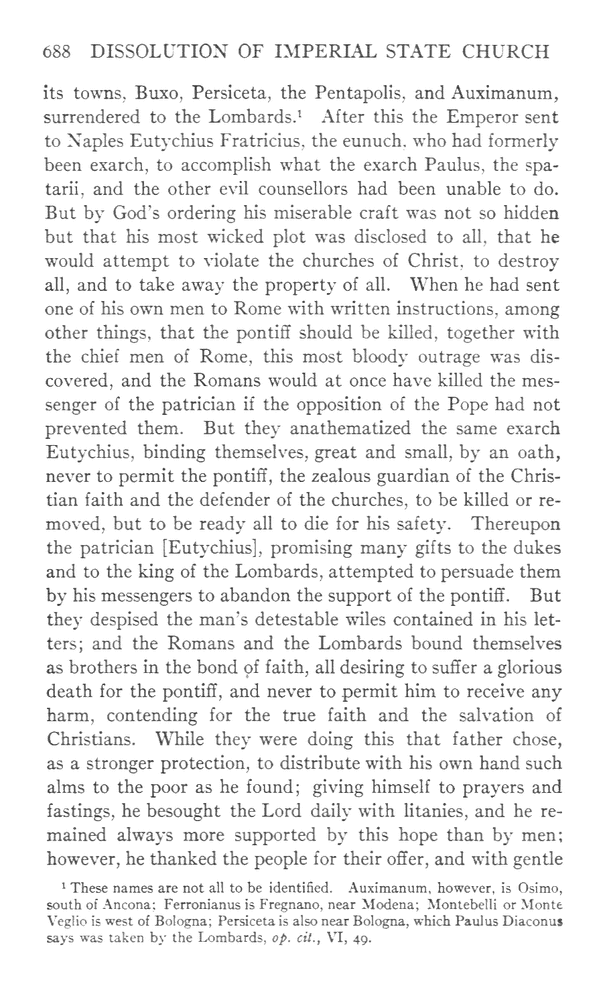 688 DISSOLUTION OF IMPERIAL STATE CHURCH
its towns, Buxo, Persiceta, the Pentapolis, and Auximanum,
surrendered to the Lombards.¹ After this the Emperor sent
to Naples Eutychius Fratricius, the eunuch, who had formerly
been exarch, to accomplish what the exarch Paulus, the spa-
tarii, and the other evil counsellors had been unable to do.
But by God's ordering his miserable craft was not so hidden
but that his most wicked plot was disclosed to all, that he
would attempt to violate the churches of Christ, to destroy
all, and to take away the property of all. When he had sent
one of his own men to Rome with written instructions, among
other things, that the pontiff should be killed, together with
the chief men of Rome, this most bloody outrage was dis-
covered, and the Romans would at once have killed the mes-
senger of the patrician if the opposition of the Pope had not
prevented them. But they anathematized the same exarch
Eutychius, binding themselves, great and small, by an oath,
never to permit the pontiff, the zealous guardian of the Chris-
tian faith and the defender of the churches, to be killed or re-
moved, but to be ready all to die for his safety. Thereupon
the patrician [Eutychius], promising many gifts to the dukes
and to the king of the Lombards, attempted to persuade them
by his messengers to abandon the support of the pontiff. But
they despised the man's detestable wiles contained in his let-
ters; and the Romans and the Lombards bound themselves
as brothers in the bond of faith, all desiring to suffer a glorious
death for the pontiff, and never to permit him to receive any
harm, contending for the true faith and the salvation of
Christians. While they were doing this that father chose,
as a stronger protection, to distribute with his own hand such
alms to the poor as he found; giving himself to prayers and
fastings, he besought the Lord daily with litanies, and he re-
mained always more supported by this hope than by men;
however, he thanked the people for their offer, and with gentle
¹ These names are not all to be identified. Auximanum, however, is Osimo,
south of Ancona; Ferronianus is Fregnano, near Modena; Montebelli or Monte
Veglio is west of Bologna; Persiceta is also near Bologna, which Paulus Diaconus
says was taken by the Lombards, op. cit., VI, 49.